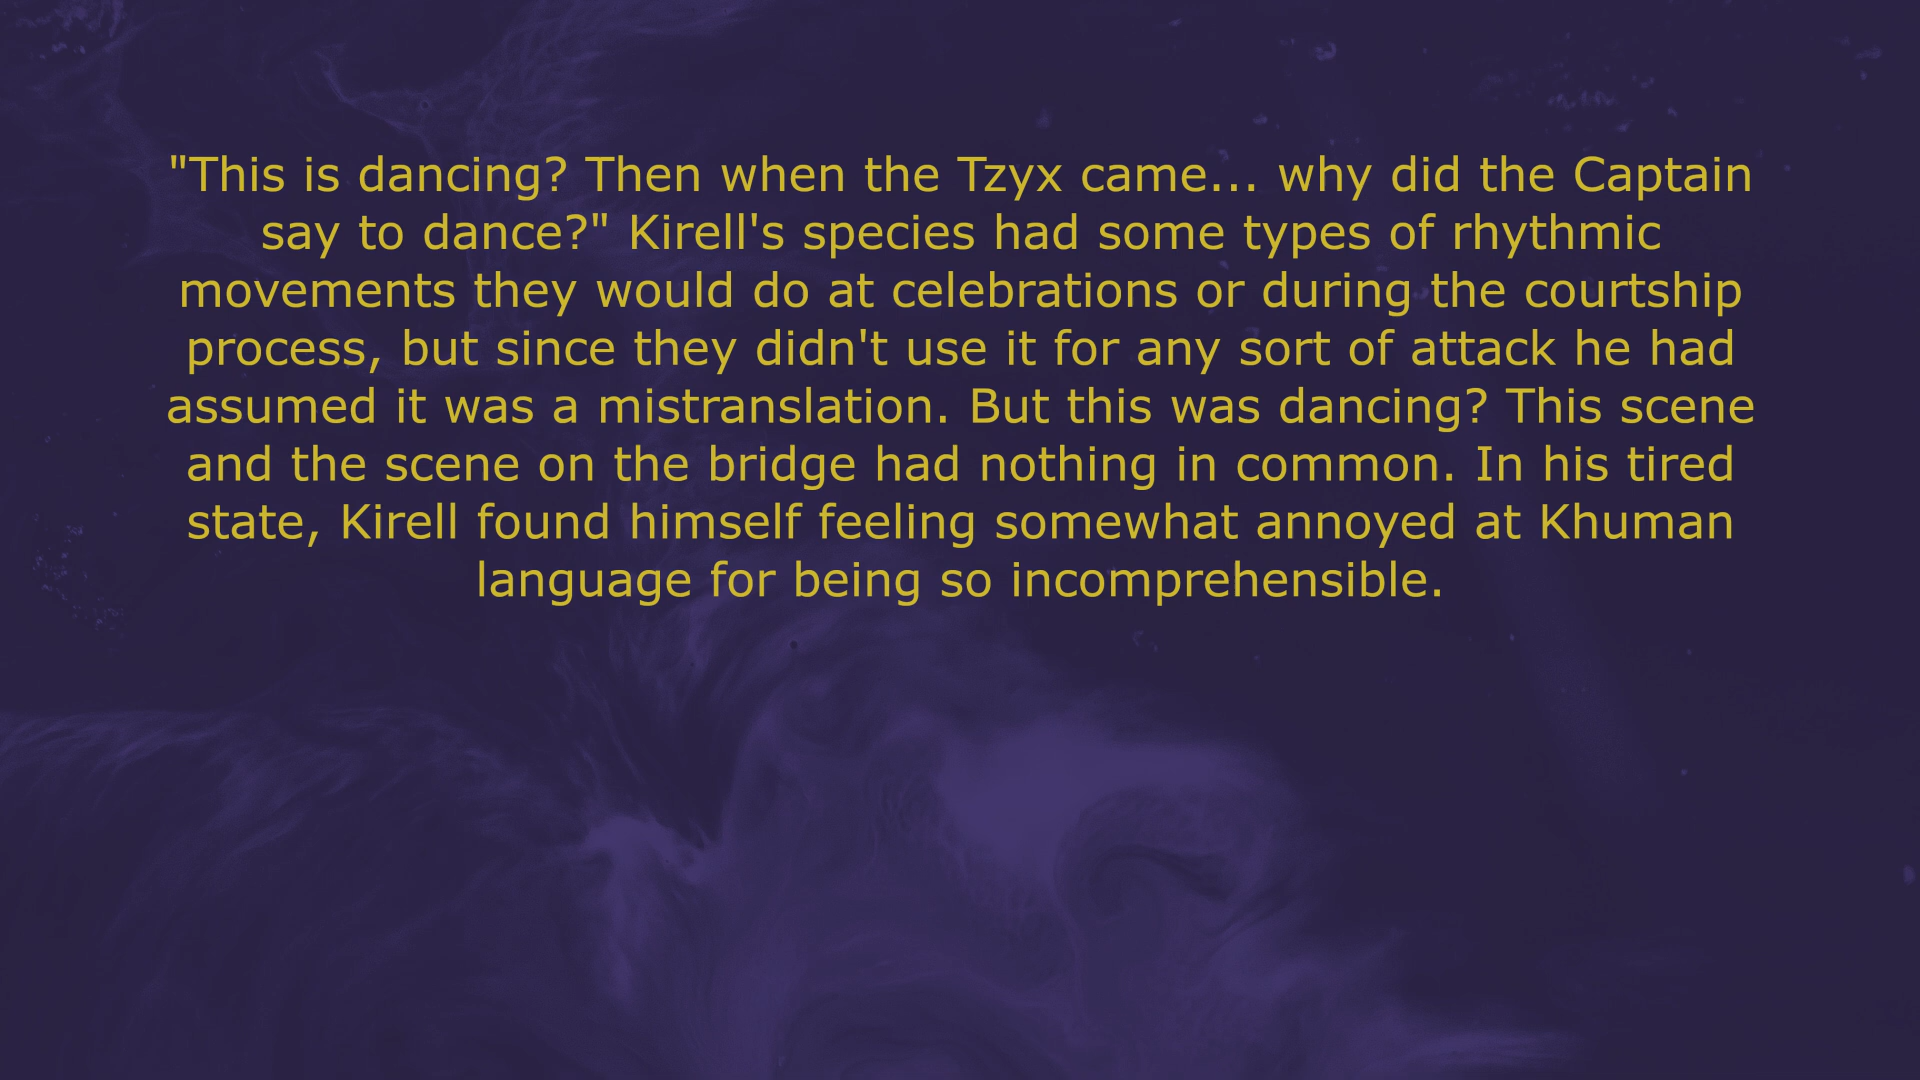 "This is dancing? Then when the Tzyx came... why did the Captain
say to dance?" Kirell's species had some types of rhythmic
movements they would do at celebrations or during the courtship
process, but since they didn't use it for any sort of attack he had
assumed it was a mistranslation. But this was dancing? This scene
and the scene on the bridge had nothing in common. In his tired
state, Kirell found himself feeling somewhat annoyed at Khuman
language for being so incomprehensible.